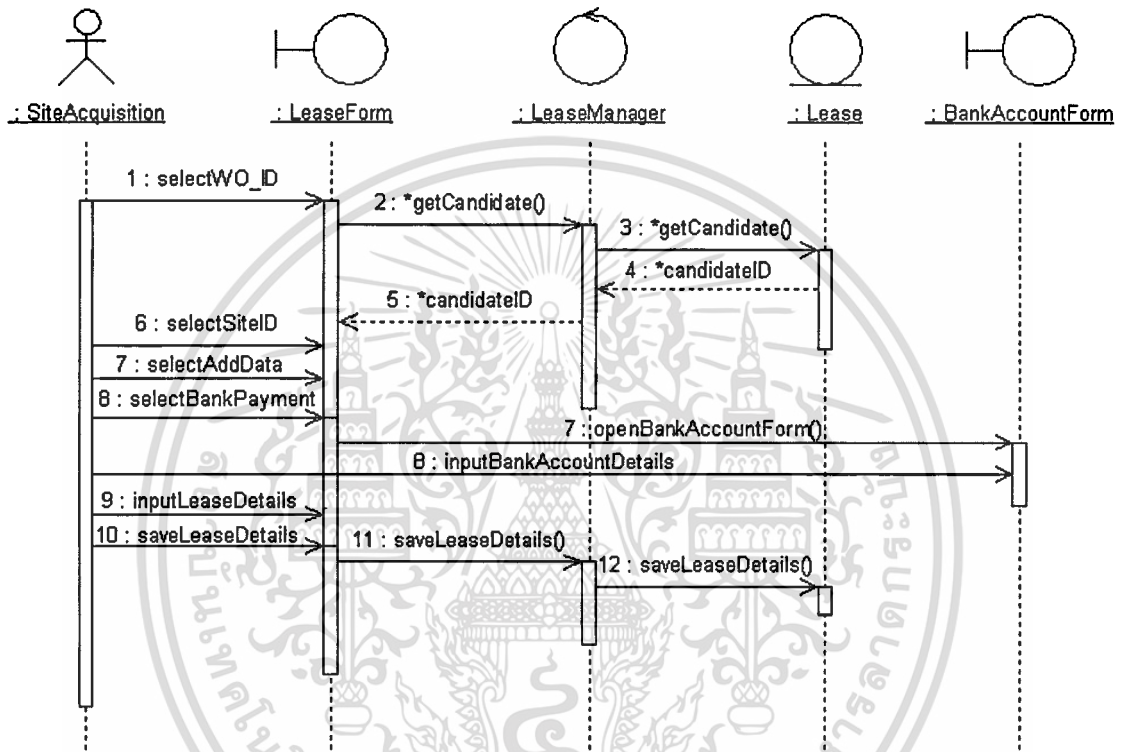 : SiteAcquisition
: LeaseForm
: LeaseManager
: Lease
: BankAccountForm
1 : selectWO_ID
2 : *getCandidate()
3 : *getCandidate()
4 : *candidateID
5 : *candidateID
6 : selectSiteID
7 : selectAddData
8 : selectBankPayment
7 : openBankAccountForm()
8 : inputBankAccountDetails
9 : inputLeaseDetails
10 : saveLeaseDetails
11 : saveLeaseDetails()
12 : saveLeaseDetails()